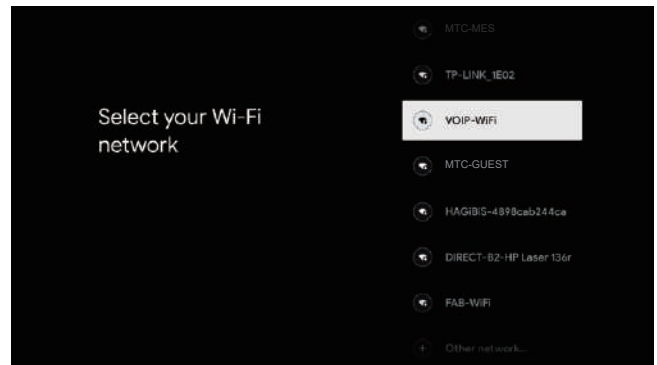 Select your Wi-Fi
network
MTC-MES
TP-LINK_1E02
VOIP-WiFi
MTC-GUEST
HAGiBiS-4898cab244ca
DIRECT-B2-HP Laser 136r
FAB-WiFi
Other network...